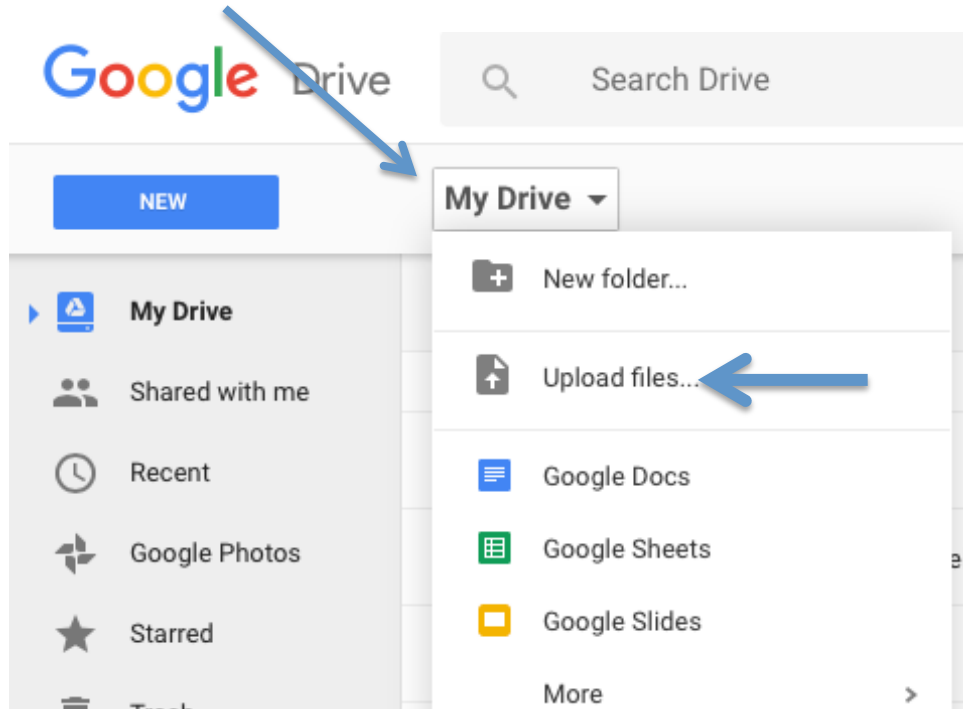 Google Drive
Search Drive
NEW
My Drive
New folder...
Upload files...
Google Docs
Google Sheets
Google Slides
More
My Drive
Shared with me
Recent
Google Photos
Starred